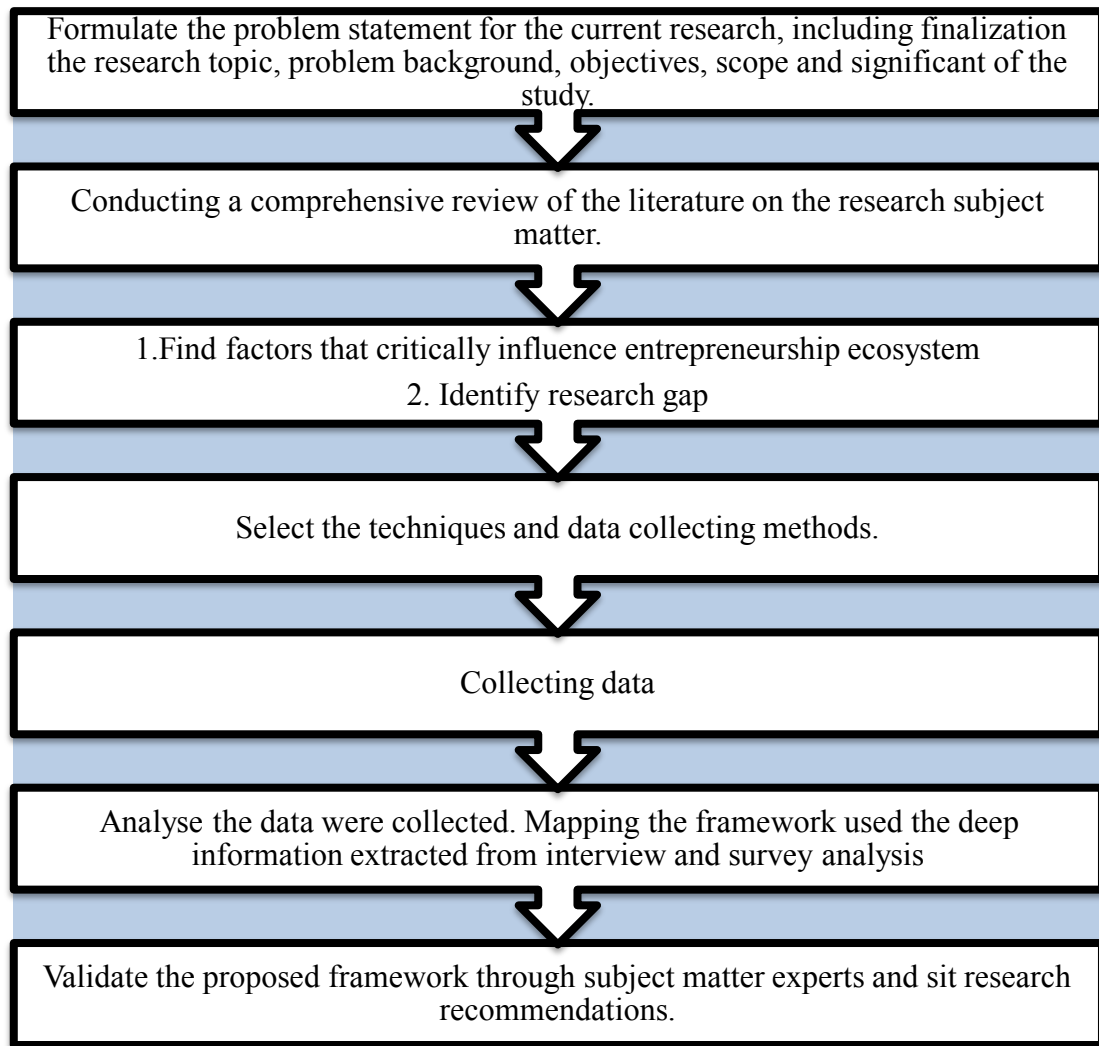 Formulate the problem statement for the current research, including finalization
the research topic, problem background, objectives, scope and significant of the
study.
Conducting a comprehensive review of the literature on the research subject
matter.
1.Find factors that critically influence entrepreneurship ecosystem
2. Identify research gap
Select the techniques and data collecting methods.
Collecting data
Analyse the data were collected. Mapping the framework used the deep
information extracted from interview and survey analysis
Validate the proposed framework through subject matter experts and sit research
recommendations.